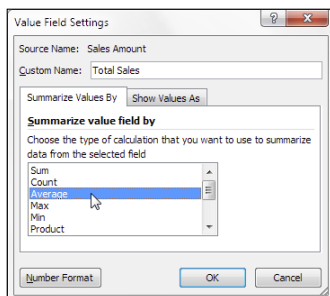 Value Field Settings
Source Name: Sales Amount
Custom Name: Total Sales
Summarize Values By Show Values As
Summarize value field by
Choose the type of calculation that you want to use to summarize
data from the selected field
Sum
Count
Average
Max
Min
Product
Number Format OK Cancel